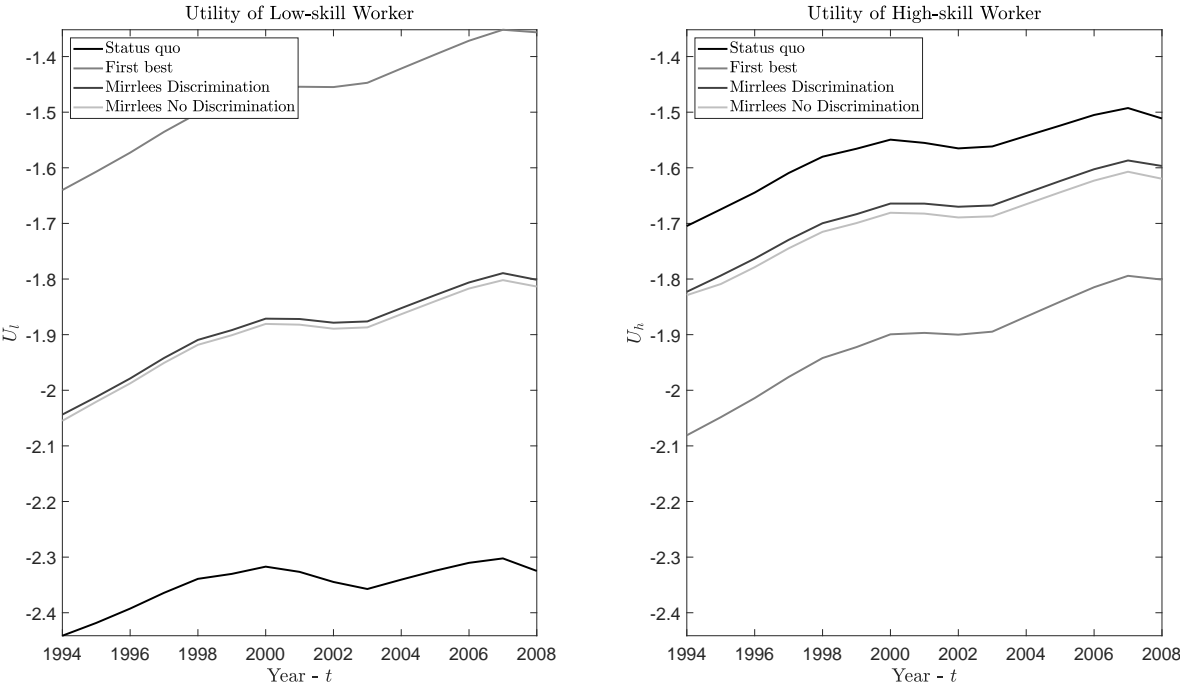 Utility of Low-skill Worker
Status quo
First best
Mirrlees Discrimination
Mirrlees No Discrimination
-1.4
-1.5
-1.6
-1.7
-1.8
-1.9
-2
-2.1
-2.2
-2.3
-2.4
U_l
1994 1996 1998 2000 2002 2004 2006 2008
Year - t
Utility of High-skill Worker
Status quo
First best
Mirrlees Discrimination
Mirrlees No Discrimination
-1.4
-1.5
-1.6
-1.7
-1.8
-1.9
-2
-2.1
-2.2
-2.3
-2.4
U_h
1994 1996 1998 2000 2002 2004 2006 2008
Year - t